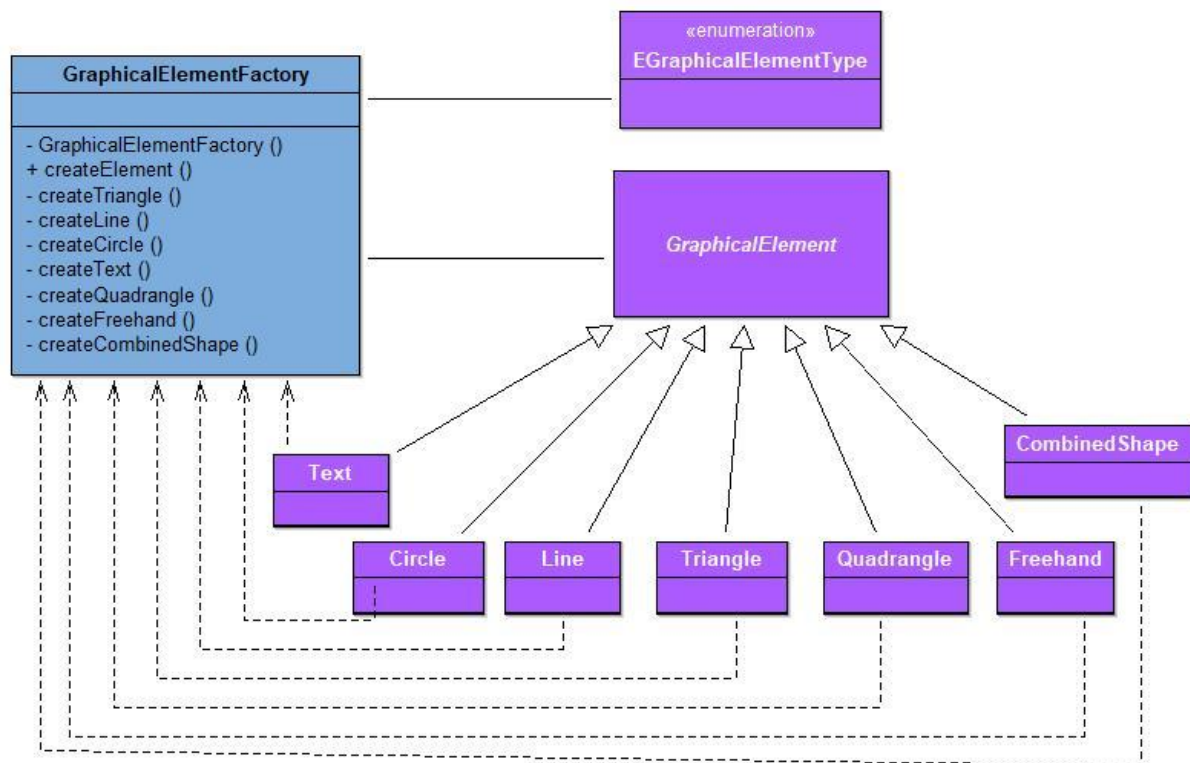 GraphicalElementFactory
- GraphicalElementFactory ()
+ createElement ()
- createTriangle ()
- createLine ()
- createCircle ()
- createText ()
- createQuadrangle ()
- createFreehand ()
- createCombinedShape ()
«enumeration»
EGraphicalElementType
GraphicalElement
CombinedShape
Text
Circle
Line
Triangle
Quadrangle
Freehand